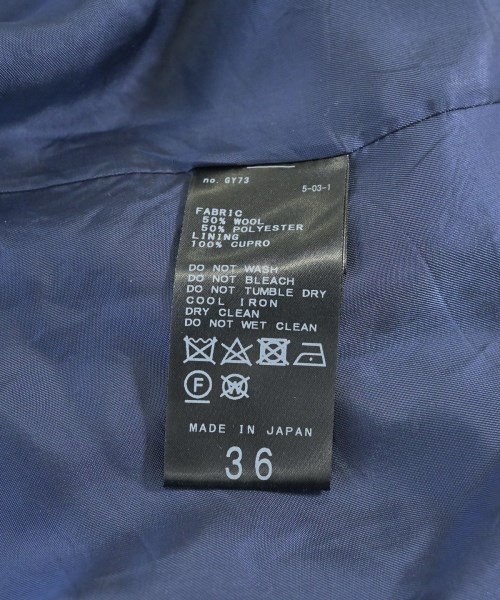 no. GY73
5-03-1
FABRIC
50% WOOL
50% POLYESTER
LINING
100% CUPRO
DO NOT WASH
DO NOT BLEACH
DO NOT TUMBLE DRY
COOL IRON
DRY CLEAN
DO NOT WET CLEAN
F W
MADE IN JAPAN
36